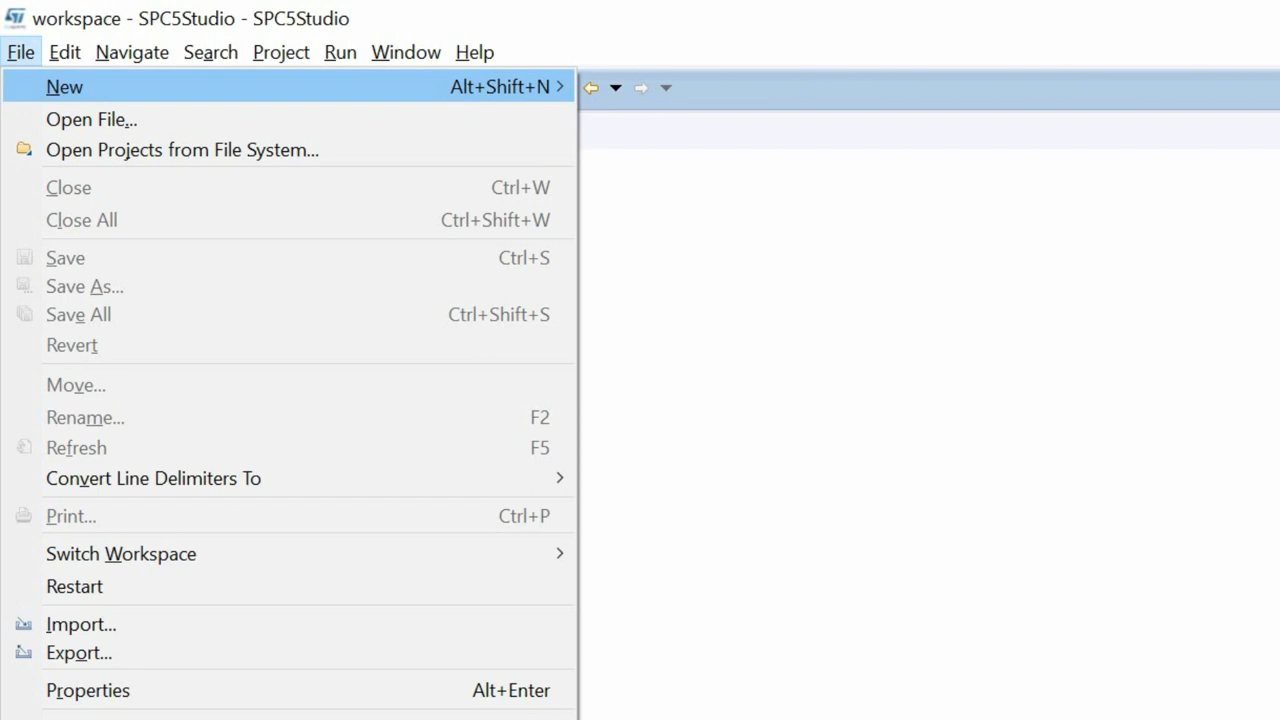 workspace - SPC5Studio - SPC5Studio
File Edit Navigate Search Project Run Window Help
New Alt+Shift+N
Open File...
Open Projects from File System...
Close Ctrl+W
Close All Ctrl+Shift+W
Save Ctrl+S
Save As...
Save All Ctrl+Shift+S
Revert
Move...
Rename... F2
Refresh F5
Convert Line Delimiters To
Print... Ctrl+P
Switch Workspace
Restart
Import...
Export...
Properties Alt+Enter